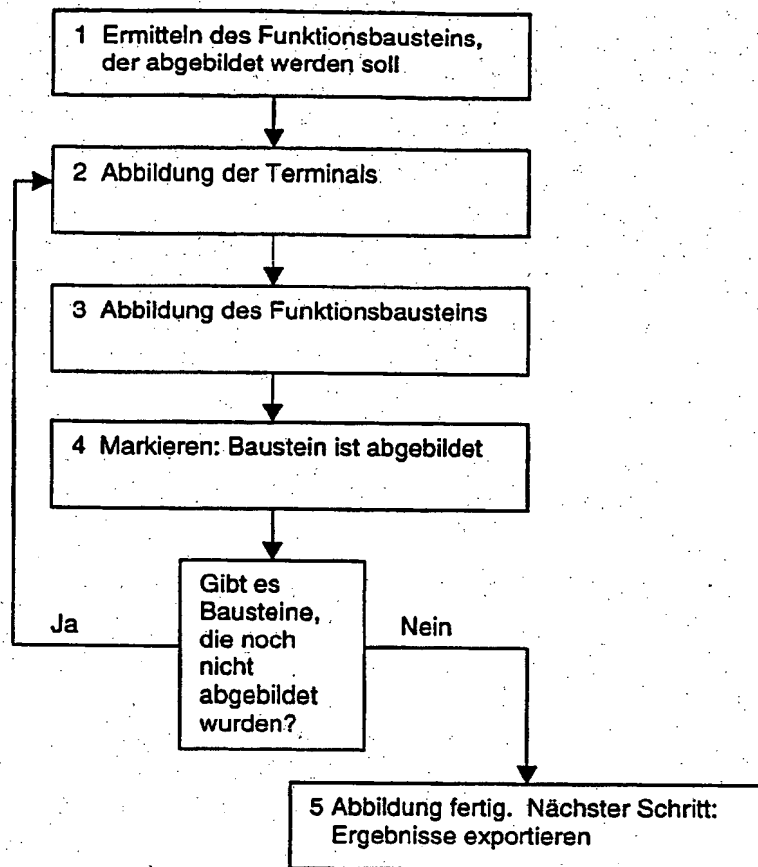 1 Ermitteln des Funktionsbausteins,
der abgebildet werden soll
2 Abbildung der Terminals
3 Abbildung des Funktionsbausteins
4 Markieren: Baustein ist abgebildet
Gibt es
Bausteine,
die noch
nicht
abgebildet
wurden?
Ja
Nein
5 Abbildung fertig. Nächster Schritt:
Ergebnisse exportieren